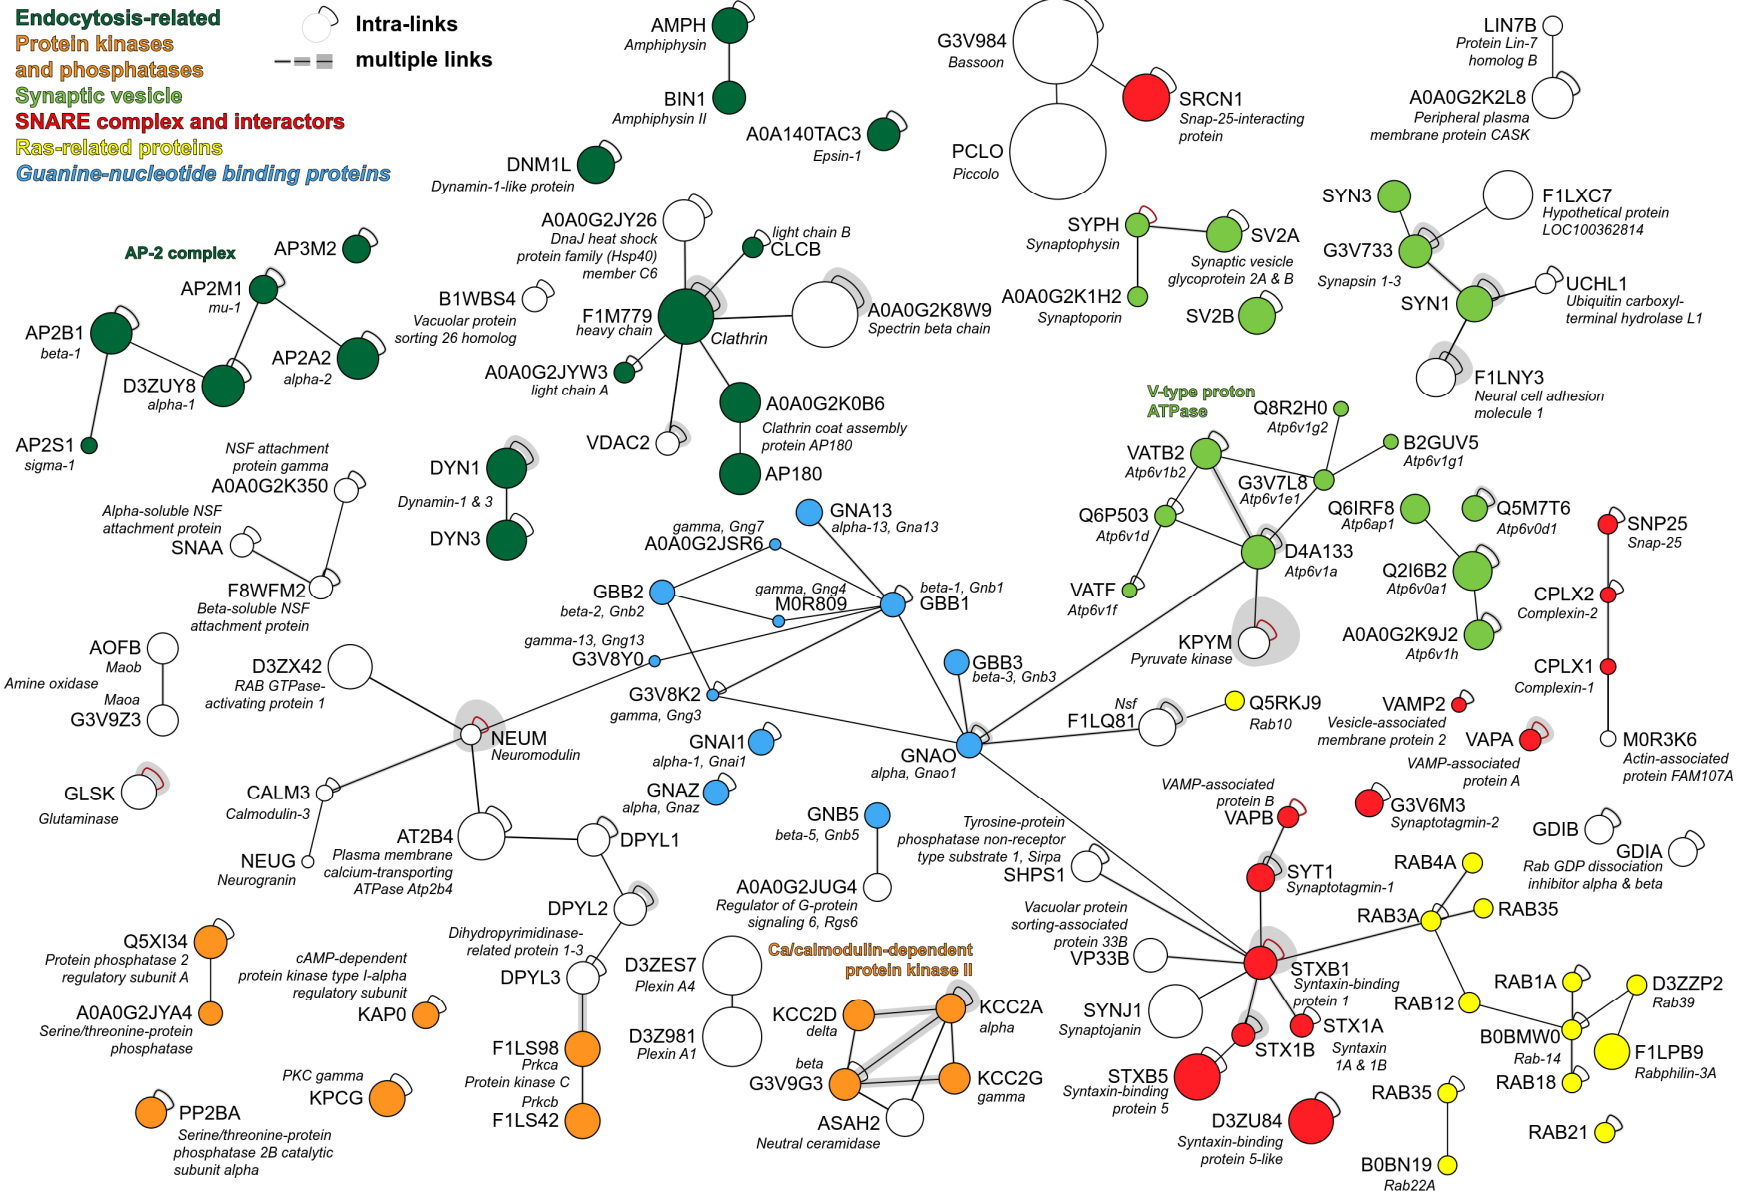 Endocytosis-related
Protein kinases
and phosphatases
Synaptic vesicle
SNARE complex and interactors
Ras-related proteins
Guanine-nucleotide binding proteins
Intra-links
multiple links
AMPH
Amphiphysin
BIN1
Amphiphysin II
A0A140TAC3
Epsin-1
DNM1L
Dynamin-1-like protein
G3V984
Bassoon
SRCN1
Snap-25-interacting
protein
PCLO
Piccolo
LIN7B
Protein Lin-7
homolog B
A0A0G2K2L8
Peripheral plasma
membrane protein CASK
AP-2 complex
AP3M2
AP2M1
mu-1
AP2B1
beta-1
AP2A2
alpha-2
D3ZUY8
alpha-1
AP2S1
sigma-1
A0A0G2JY26
DnaJ heat shock
protein family (Hsp40)
member C6
light chain B
CLCB
B1WBS4
Vacuolar protein
sorting 26 homolog
F1M779
heavy chain
Clathrin
A0A0G2K8W9
Spectrin beta chain
A0A0G2JYW3
light chain A
A0A0G2K0B6
Clathrin coat assembly
protein AP180
VDAC2
AP180
SYPH
Synaptophysin
SV2A
Synaptic vesicle
glycoprotein 2A & B
A0A0G2K1H2
Synaptoporin
SV2B
SYN3
F1LXC7
Hypothetical protein
LOC100362814
G3V733
Synapsin 1-3
SYN1
UCHL1
Ubiquitin carboxyl-
terminal hydrolase L1
F1LNY3
Neural cell adhesion
molecule 1
NSF attachment
protein gamma
A0A0G2K350
Alpha-soluble NSF
attachment protein
SNAA
F8WFM2
Beta-soluble NSF
attachment protein
DYN1
Dynamin-1 & 3
DYN3
V-type proton
ATPase
Q8R2H0
Atp6v1g2
VATB2
Atp6v1b2
B2GUV5
Atp6v1g1
G3V7L8
Atp6v1e1
Q6P503
Atp6v1d
D4A133
Atp6v1a
VATF
Atp6v1f
KPYM
Pyruvate kinase
Q6IRF8
Atp6ap1
Q5M7T6
Atp6v0d1
Q2I6B2
Atp6v0a1
A0A0G2K9J2
Atp6v1h
SNP25
Snap-25
CPLX2
Complexin-2
CPLX1
Complexin-1
M0R3K6
Actin-associated
protein FAM107A
GNA13
alpha-13, Gna13
gamma, Gng7
A0A0G2JSR6
GBB2
beta-2, Gnb2
gamma, Gng4
M0R809
beta-1, Gnb1
GBB1
gamma-13, Gng13
G3V8Y0
G3V8K2
gamma, Gng3
GBB3
beta-3, Gnb3
GNAI1
alpha-1, Gnai1
GNAZ
alpha, Gnaz
GNAO
alpha, Gnao1
Nsf
F1LQ81
Q5RKJ9
Rab10
VAMP2
Vesicle-associated
membrane protein 2
VAPA
VAMP-associated
protein A
AOFB
Maob
Amine oxidase
Maoa
G3V9Z3
D3ZX42
RAB GTPase-
activating protein 1
NEUM
Neuromodulin
GLSK
Glutaminase
CALM3
Calmodulin-3
NEUG
Neurogranin
AT2B4
Plasma membrane
calcium-transporting
ATPase Atp2b4
DPYL1
DPYL2
Dihydropyrimidinase-
related protein 1-3
DPYL3
GNB5
beta-5, Gnb5
A0A0G2JUG4
Regulator of G-protein
signaling 6, Rgs6
Tyrosine-protein
phosphatase non-receptor
type substrate 1, Sirpa
SHPS1
VAMP-associated
protein B
VAPB
G3V6M3
Synaptotagmin-2
SYT1
Synaptotagmin-1
GDIB
GDIA
Rab GDP dissociation
inhibitor alpha & beta
RAB4A
RAB3A
RAB35
Vacuolar protein
sorting-associated
protein 33B
VP33B
STXB1
Syntaxin-binding
protein 1
SYNJ1
Synaptojanin
STX1A
STX1B
Syntaxin
1A & 1B
STXB5
Syntaxin-binding
protein 5
D3ZU84
Syntaxin-binding
protein 5-like
RAB12
RAB1A
D3ZZP2
Rab39
B0BMW0
Rab-14
F1LPB9
Rabphilin-3A
RAB18
RAB35
RAB21
B0BN19
Rab22A
Q5XI34
Protein phosphatase 2
regulatory subunit A
A0A0G2JYA4
Serine/threonine-protein
phosphatase
cAMP-dependent
protein kinase type I-alpha
regulatory subunit
KAP0
PKC gamma
KPCG
PP2BA
Serine/threonine-protein
phosphatase 2B catalytic
subunit alpha
F1LS98
Prkca
Protein kinase C
Prkcb
F1LS42
D3ZES7
Plexin A4
D3Z981
Plexin A1
Ca/calmodulin-dependent
protein kinase II
KCC2D
delta
KCC2A
alpha
beta
G3V9G3
KCC2G
gamma
ASAH2
Neutral ceramidase